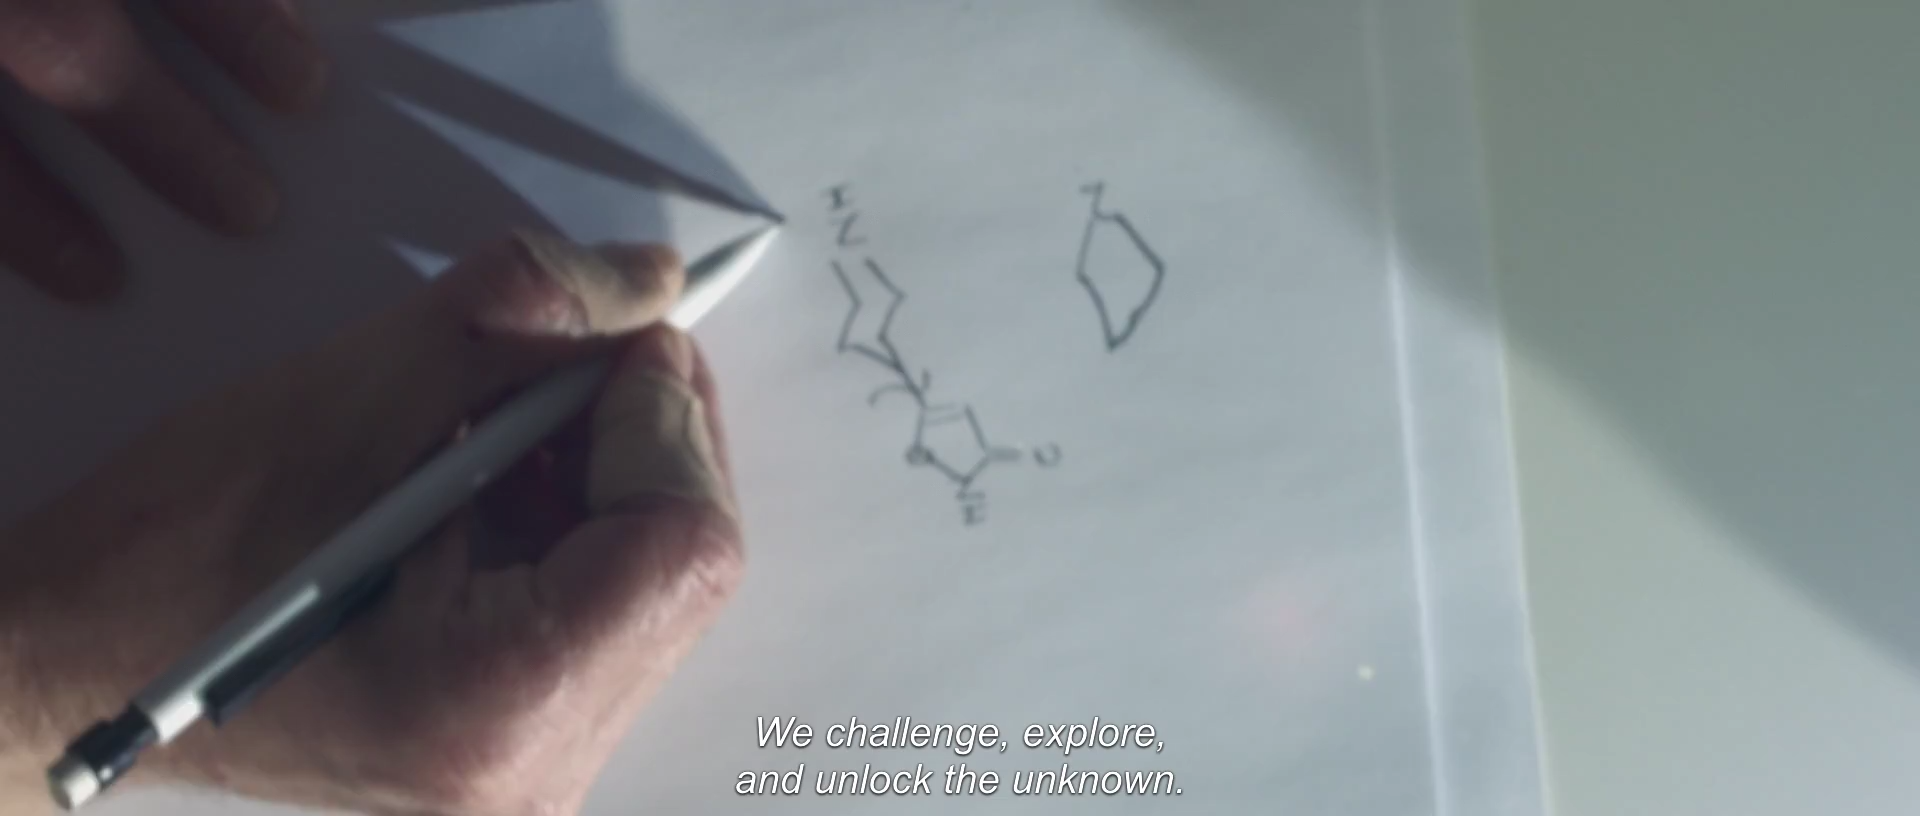 H
N
N
O
O
N
H
We challenge, explore,
and unlock the unknown.